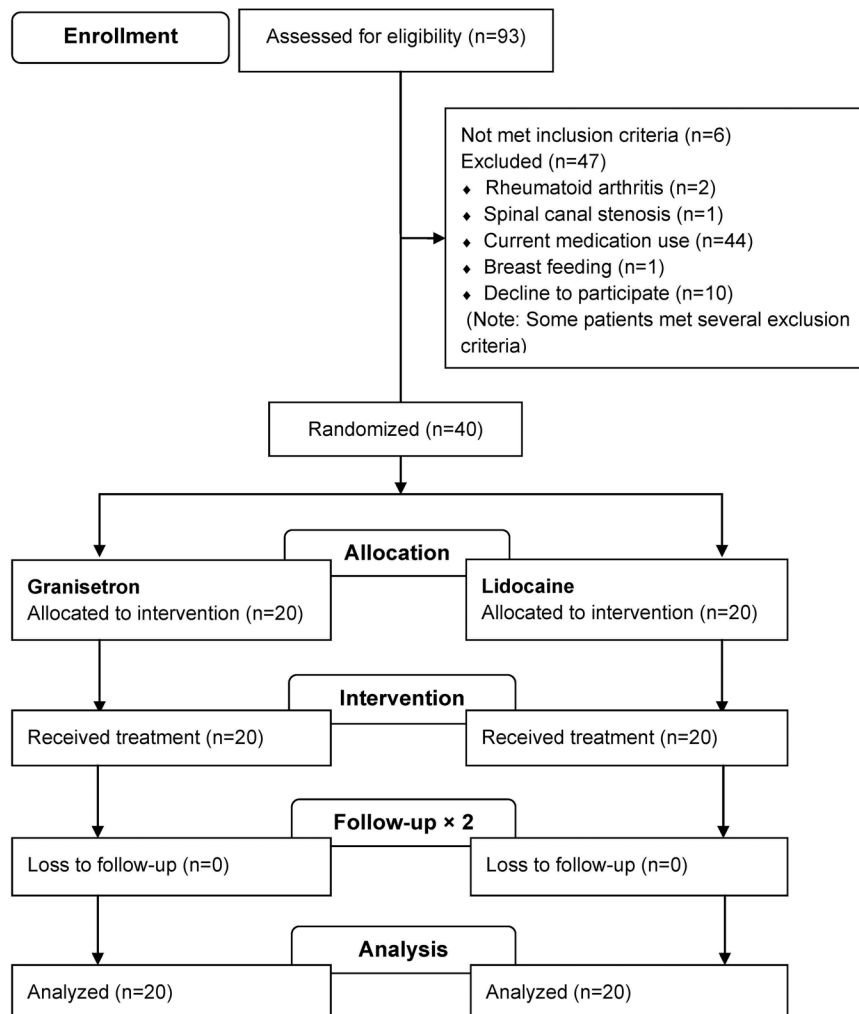 Enrollment
Assessed for eligibility (n=93)
Not met inclusion criteria (n=6)
Excluded (n=47)
♦ Rheumatoid arthritis (n=2)
♦ Spinal canal stenosis (n=1)
♦ Current medication use (n=44)
♦ Breast feeding (n=1)
♦ Decline to participate (n=10)
(Note: Some patients met several exclusion
criteria)
Randomized (n=40)
Allocation
Granisetron
Allocated to intervention (n=20)
Lidocaine
Allocated to intervention (n=20)
Intervention
Received treatment (n=20)
Received treatment (n=20)
Follow-up × 2
Loss to follow-up (n=0)
Loss to follow-up (n=0)
Analysis
Analyzed (n=20)
Analyzed (n=20)